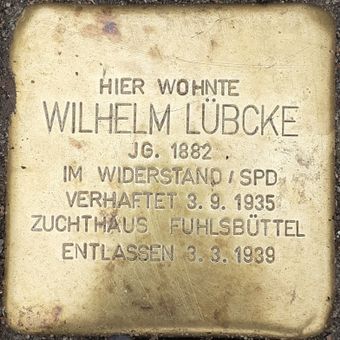 HIER WOHNTE
WILHELM LÜBCKE
JG. 1882
IM WIDERSTAND / SPD
VERHAFTET 3. 9. 1935
ZUCHTHAUS FUHLSBÜTTEL
ENTLASSEN 3. 3. 1939